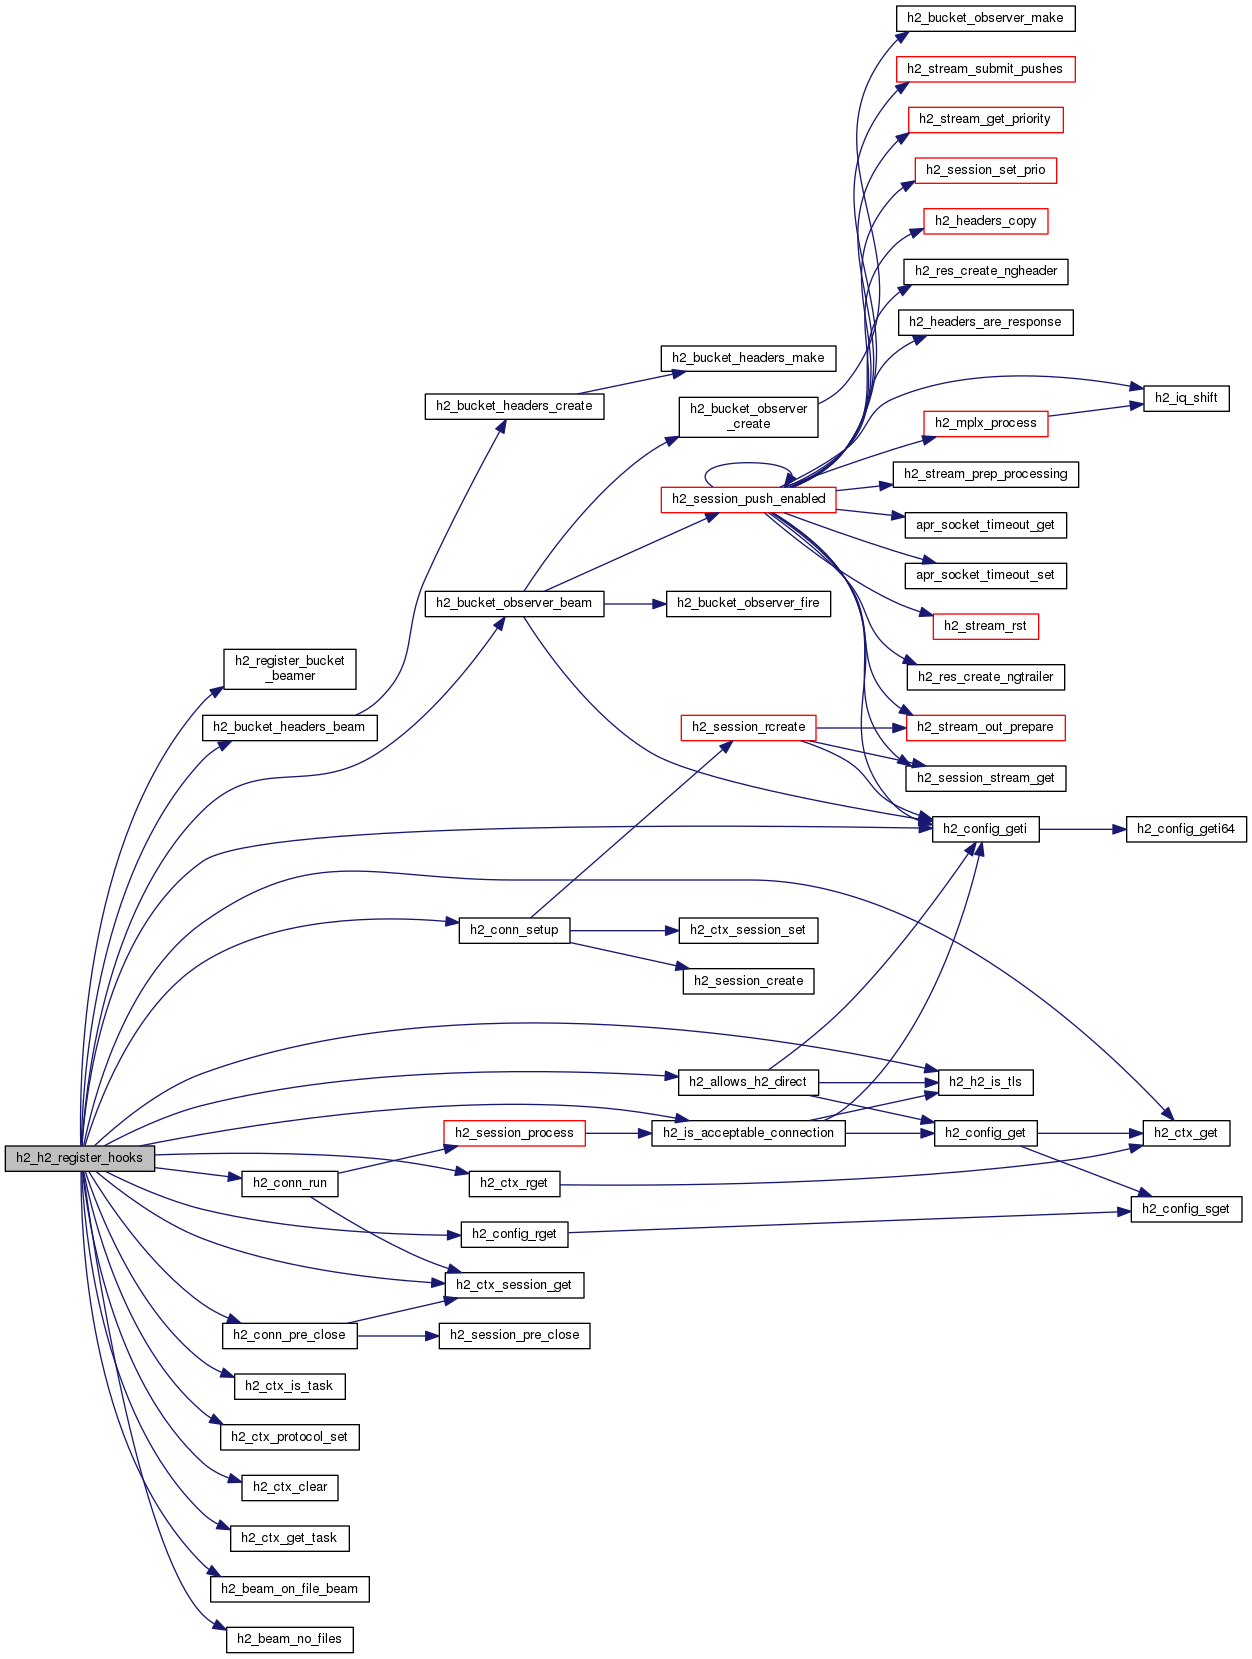 h2_bucket_observer_make
h2_stream_submit_pushes
h2_stream_get_priority
h2_session_set_prio
h2_headers_copy
h2_res_create_ngheader
h2_headers_are_response
h2_bucket_headers_make
h2_iq_shift
h2_bucket_headers_create
h2_bucket_observer
_create
h2_mplx_process
h2_stream_prep_processing
h2_session_push_enabled
apr_socket_timeout_get
apr_socket_timeout_set
h2_bucket_observer_beam
h2_bucket_observer_fire
h2_stream_rst
h2_register_bucket
_beamer
h2_res_create_ngtrailer
h2_bucket_headers_beam
h2_session_rcreate
h2_stream_out_prepare
h2_session_stream_get
h2_config_geti
h2_config_geti64
h2_conn_setup
h2_ctx_session_set
h2_session_create
h2_allows_h2_direct
h2_h2_is_tls
h2_session_process
h2_is_acceptable_connection
h2_config_get
h2_ctx_get
h2_h2_register_hooks
h2_conn_run
h2_ctx_rget
h2_config_sget
h2_config_rget
h2_ctx_session_get
h2_conn_pre_close
h2_session_pre_close
h2_ctx_is_task
h2_ctx_protocol_set
h2_ctx_clear
h2_ctx_get_task
h2_beam_on_file_beam
h2_beam_no_files